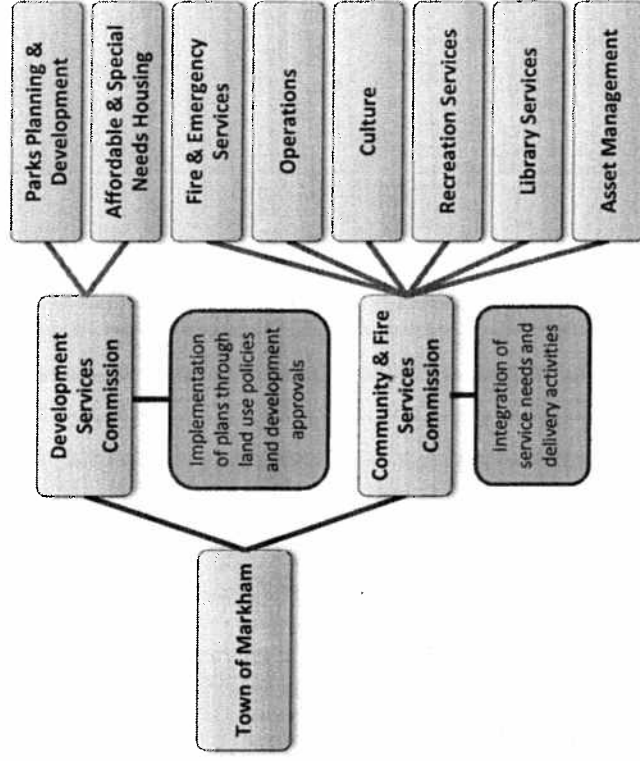 Town of Markham
Development
Services
Commission
Implementation
of plans through
land use policies
and development
approvals
Community & Fire
Services
Commission
Integration of
service needs and
delivery activities
Parks Planning &
Development
Affordable & Special
Needs Housing
Fire & Emergency
Services
Operations
Culture
Recreation Services
Library Services
Asset Management